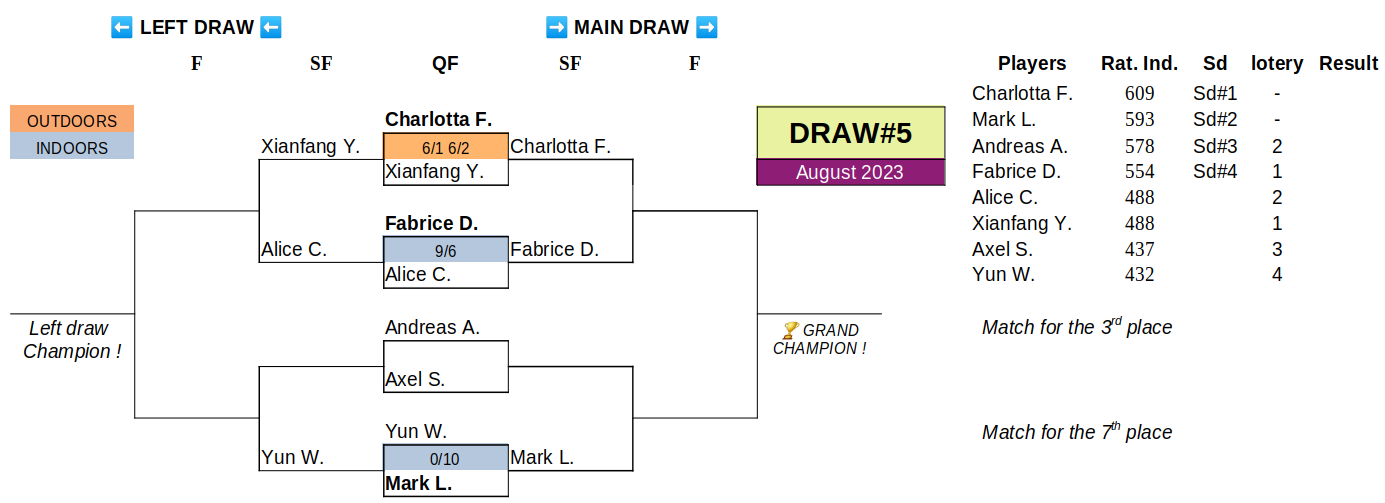 ⬅ LEFT DRAW ⬅ ➡ MAIN DRAW ➡
F SF QF SF F Players Rat. Ind. Sd lotery Result
Charlotta F. 609 Sd#1 -
OUTDOORS Charlotta F. DRAW#5 Mark L. 593 Sd#2 -
INDOORS Xianfang Y. 6/1 6/2 Charlotta F. Andreas A. 578 Sd#3 2
Xianfang Y. August 2023 Fabrice D. 554 Sd#4 1
Alice C. 488 2
Fabrice D. Xianfang Y. 488 1
Alice C. 9/6 Fabrice D. Axel S. 437 3
Alice C. Yun W. 432 4
Left draw Andreas A. 🏆 GRAND Match for the 3rd place
Champion ! CHAMPION !
Axel S.
Yun W. Match for the 7th place
Yun W. 0/10 Mark L.
Mark L.